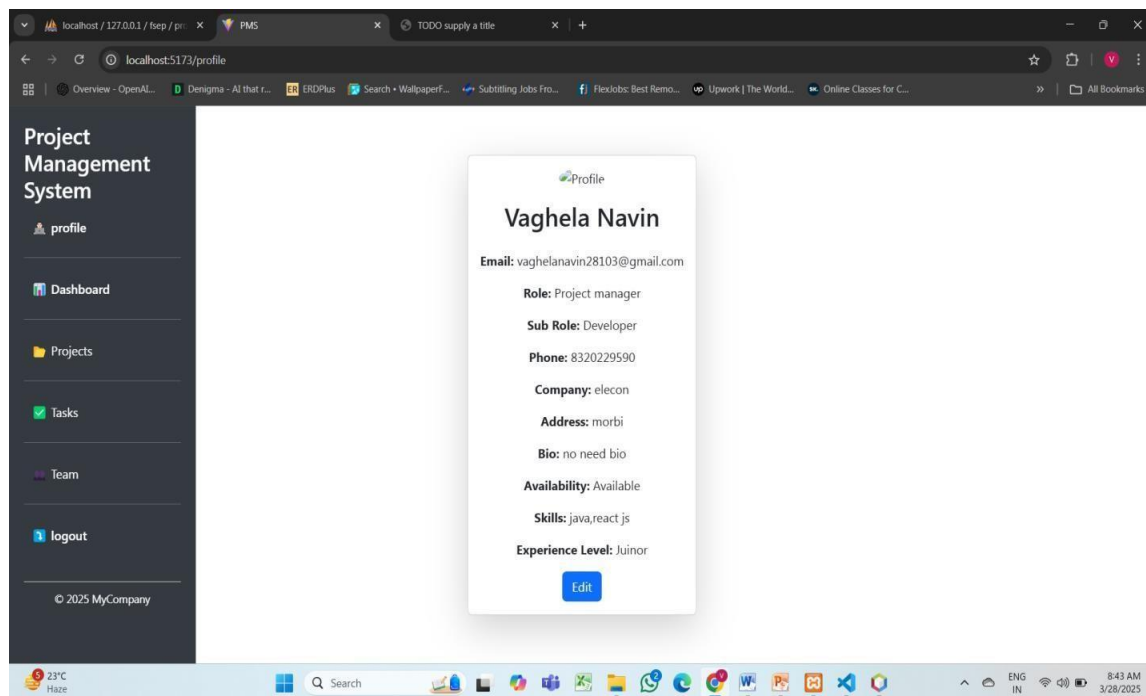 localhost / 127.0.0.1 / fsep / pr
PMS
TODO supply a title
localhost:5173/profile
Overview - OpenAI... Denigma - AI that r... ERDPlus Search • WallpaperF... Subtitling Jobs Fro... FlexJobs: Best Remo... Upwork | The World... Online Classes for C... » All Bookmarks
Project
Management
System
profile
Dashboard
Projects
Tasks
Team
logout
© 2025 MyCompany
Profile
Vaghela Navin
Email: vaghelanavin28103@gmail.com
Role: Project manager
Sub Role: Developer
Phone: 8320229590
Company: elecon
Address: morbi
Bio: no need bio
Availability: Available
Skills: java,react js
Experience Level: Juinor
Edit
23°C
Haze
Search
ENG
IN
8:43 AM
3/28/2025